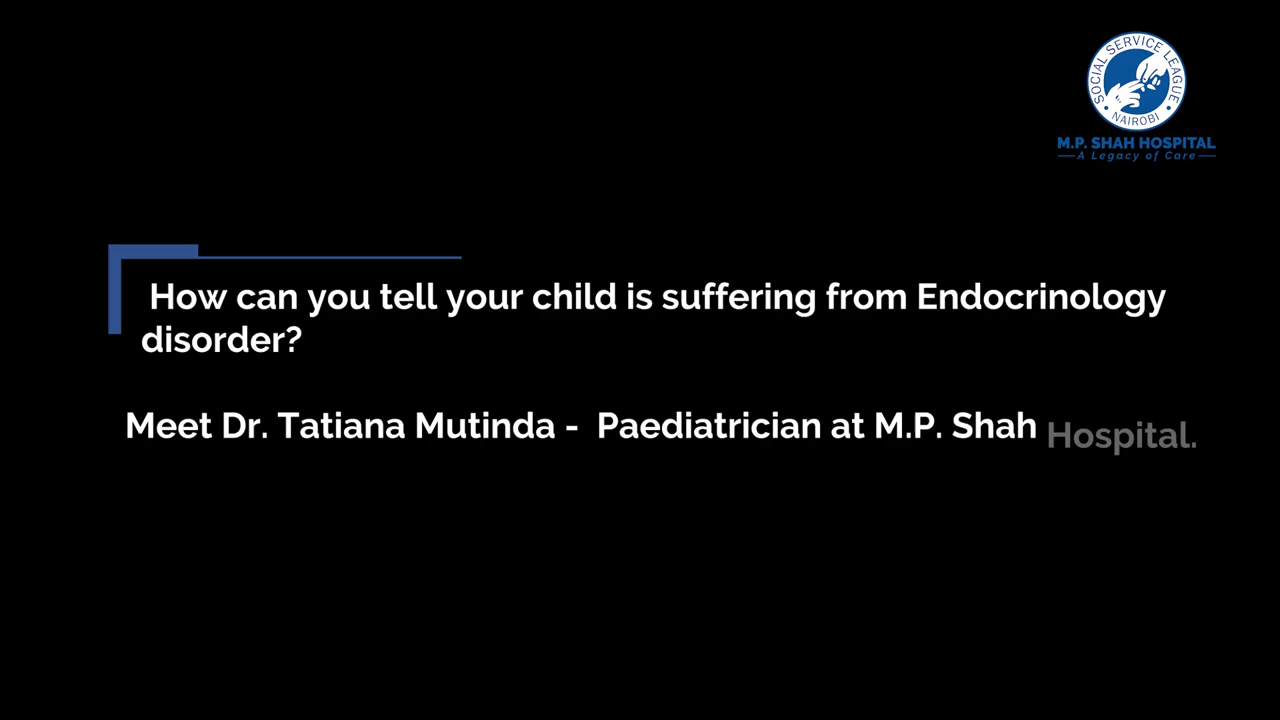 SOCIAL SERVICE LEAGUE
NAIROBI
M.P. SHAH HOSPITAL
A Legacy of Care
How can you tell your child is suffering from Endocrinology
disorder?
Meet Dr. Tatiana Mutinda - Paediatrician at M.P. Shah Hospital.